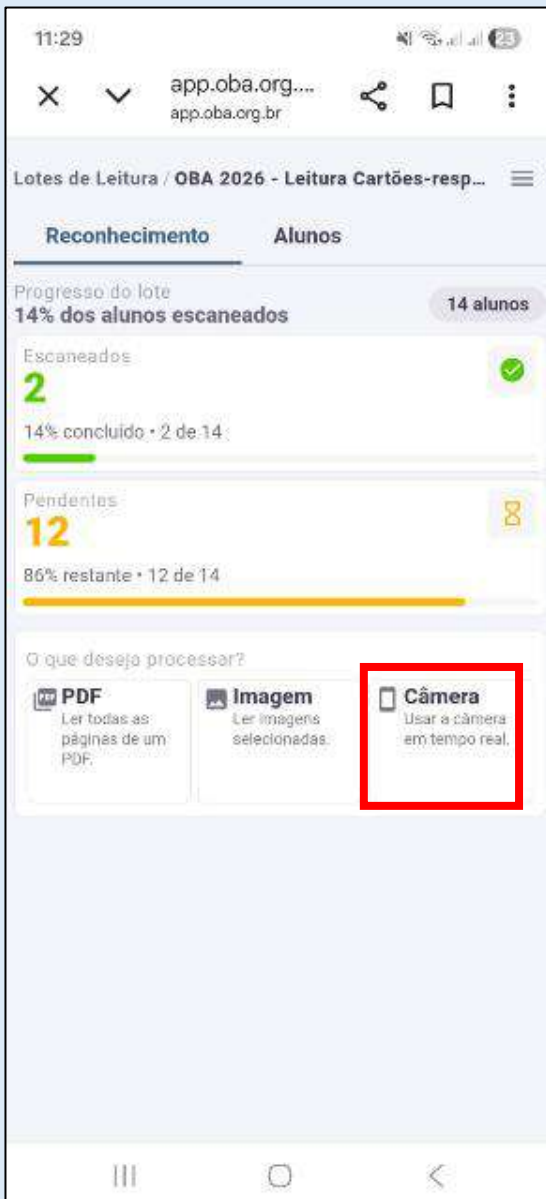 11:29
23
app.oba.org....
app.oba.org.br
Lotes de Leitura / OBA 2026 - Leitura Cartões-resp...
Reconhecimento
Alunos
Progresso do lote
14% dos alunos escaneados
14 alunos
Escaneados
2
14% concluído • 2 de 14
Pendentes
12
86% restante • 12 de 14
O que deseja processar?
PDF
Ler todas as
páginas de um
PDF.
Imagem
Ler imagens
selecionadas.
Câmera
Usar a câmera
em tempo real.